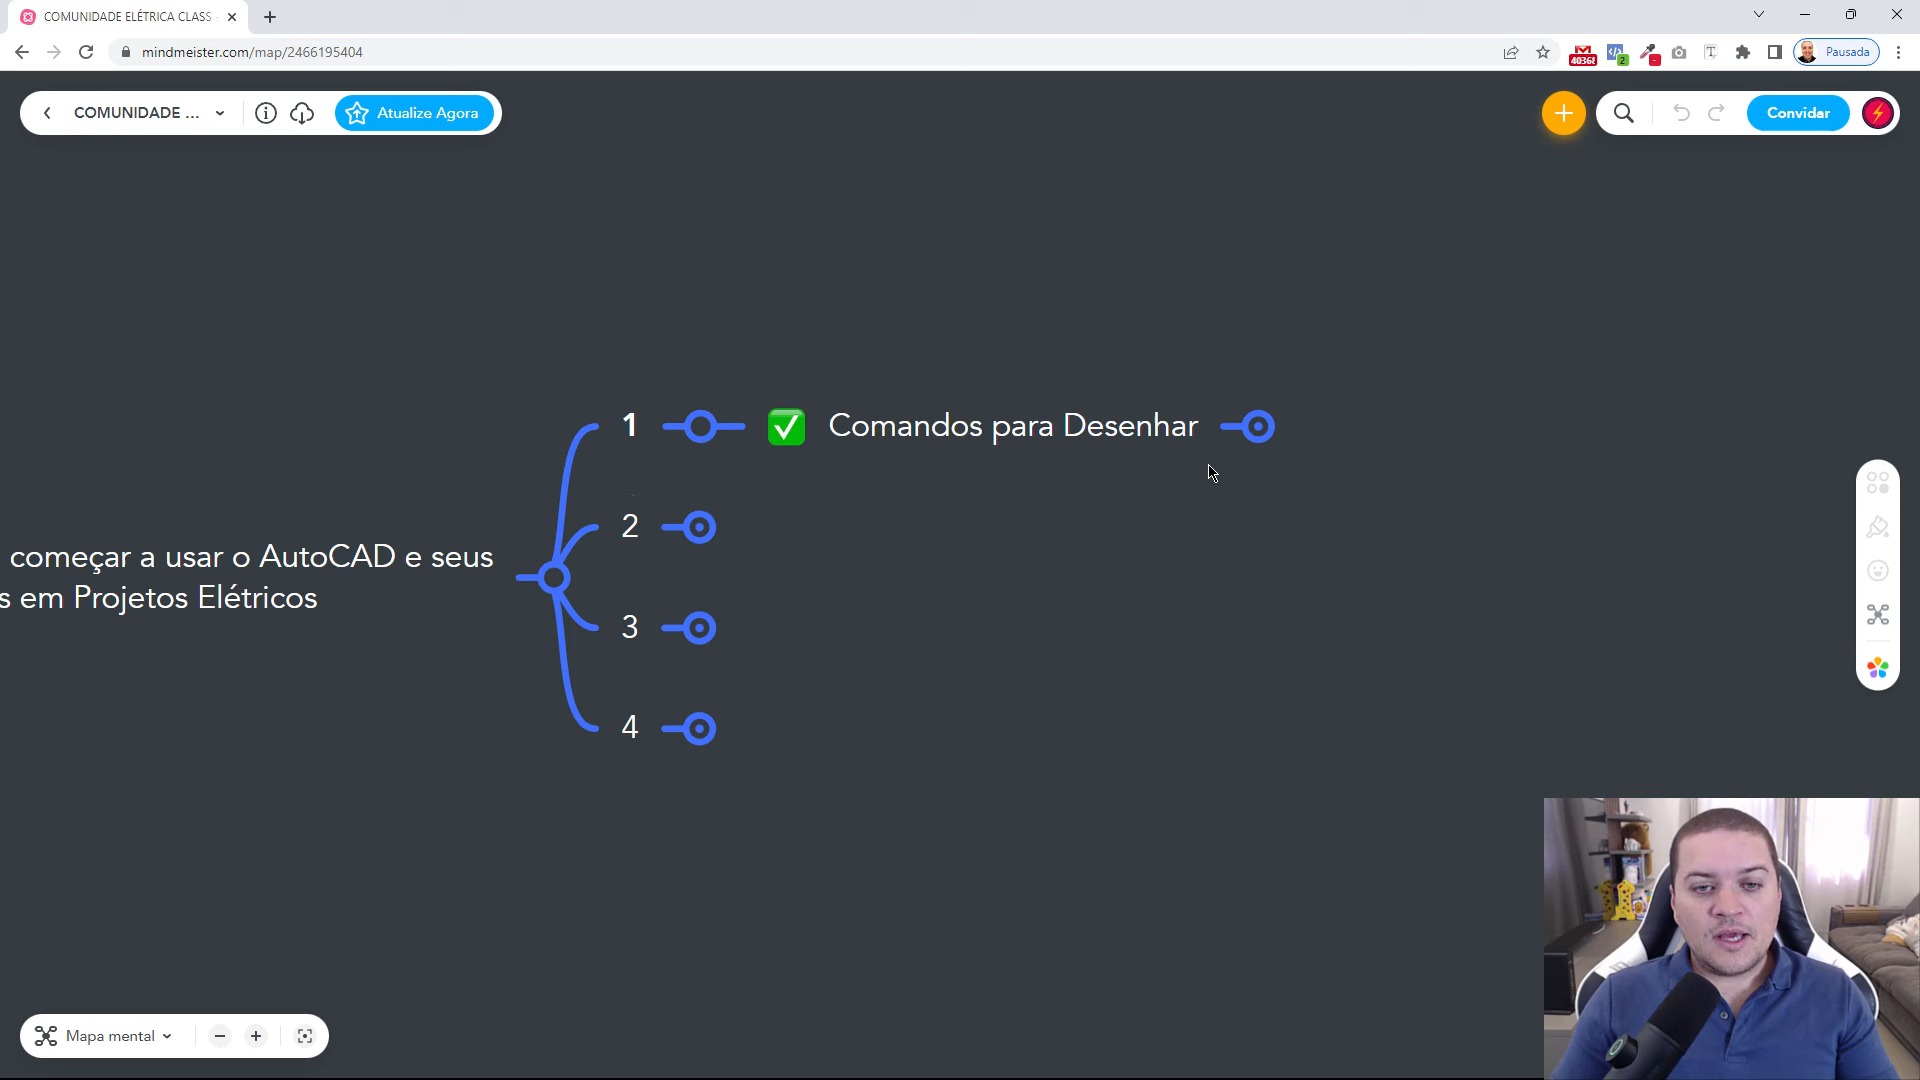 COMUNIDADE ELÉTRICA CLASS
mindmeister.com/map/2466195404
Pausada
COMUNIDADE ...
Atualize Agora
Convidar
1 ✅ Comandos para Desenhar
2
começar a usar o AutoCAD e seus
s em Projetos Elétricos
3
4
Mapa mental